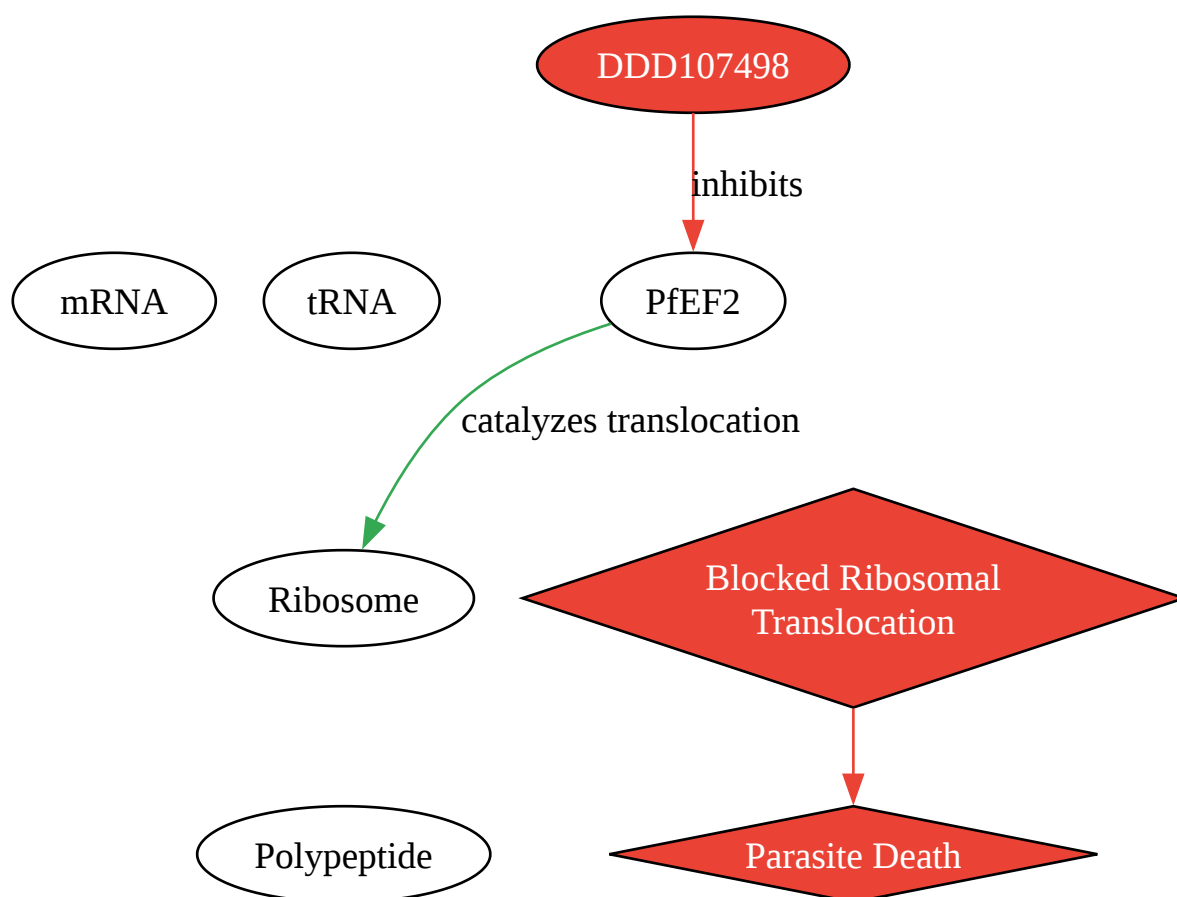 DDD107498
inhibits
mRNA
tRNA
PfEF2
catalyzes translocation
Ribosome
Blocked Ribosomal
Translocation
Polypeptide
Parasite Death